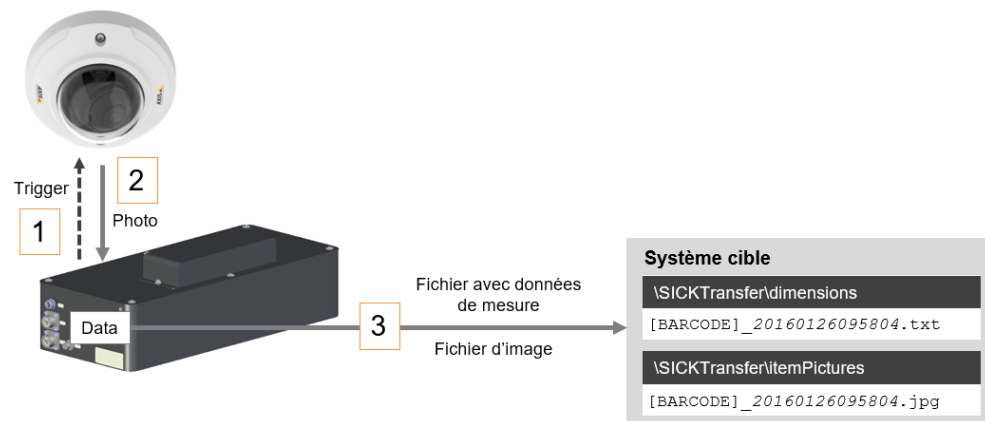 Trigger
1
2
Photo
Data
3
Fichier avec données
de mesure
Fichier d'image
Système cible
\SICKTransfer\dimensions
[BARCODE]_20160126095804.txt
\SICKTransfer\itemPictures
[BARCODE]_20160126095804.jpg